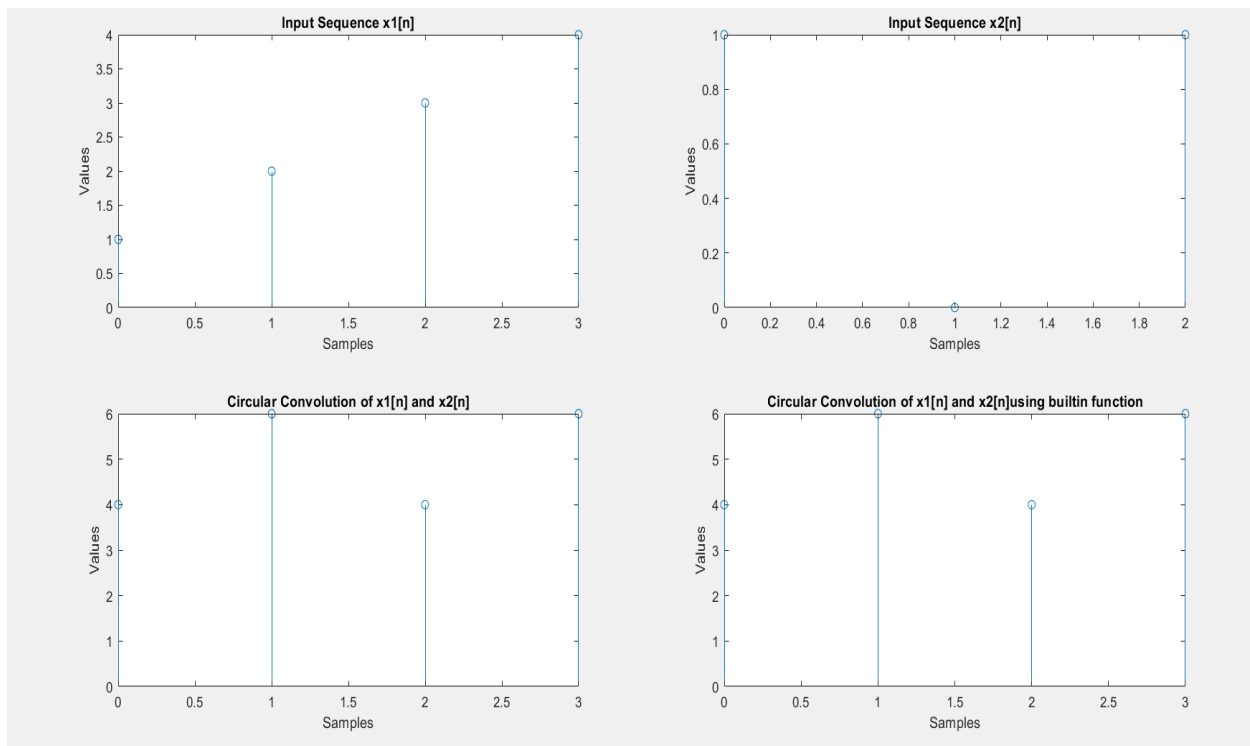 Input Sequence x1[n]
4
3.5
3
2.5
2
1.5
1
0.5
0
Values
0 0.5 1 1.5 2 2.5 3
Samples
Input Sequence x2[n]
1
0.8
0.6
0.4
0.2
0
Values
0 0.2 0.4 0.6 0.8 1 1.2 1.4 1.6 1.8 2
Samples
Circular Convolution of x1[n] and x2[n]
6
5
4
3
2
1
0
Values
0 0.5 1 1.5 2 2.5 3
Samples
Circular Convolution of x1[n] and x2[n]using builtin function
6
5
4
3
2
1
0
Values
0 0.5 1 1.5 2 2.5 3
Samples